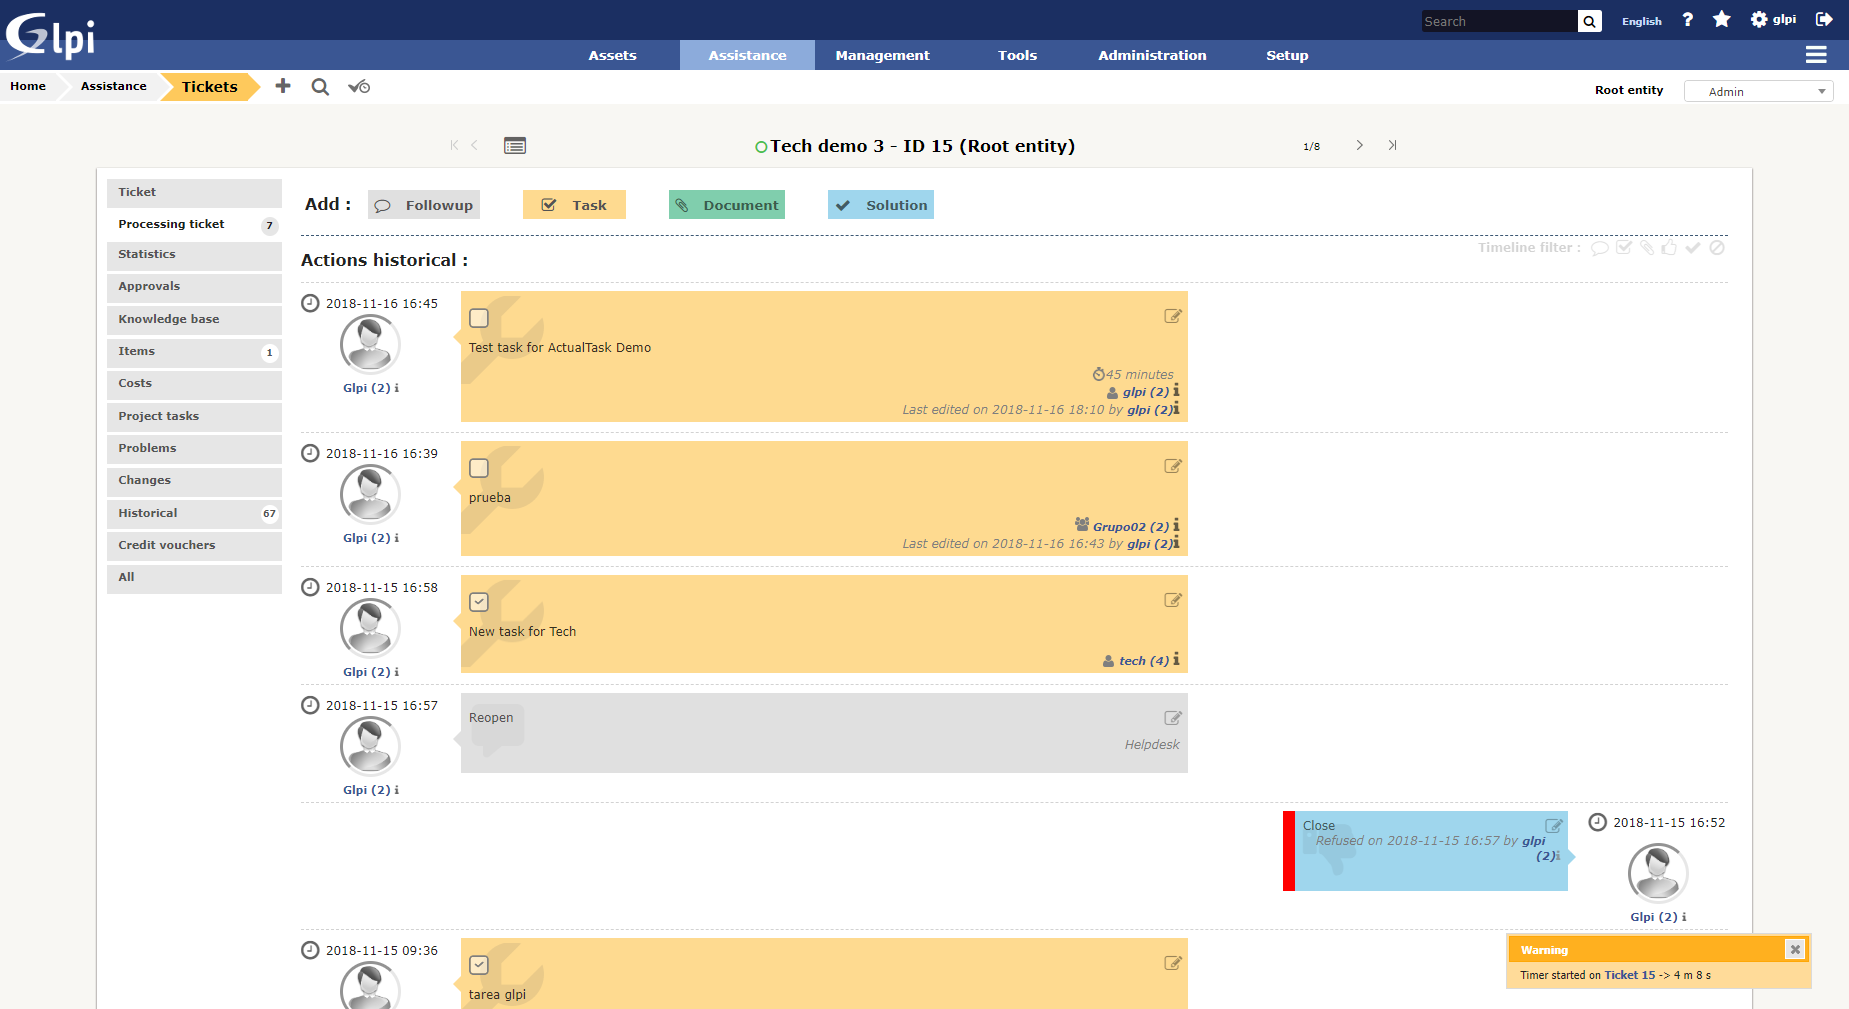 Glpi
Search
English
?
glpi
Assets
Assistance
Management
Tools
Administration
Setup
Home
Assistance
Tickets
Root entity
Admin
Tech demo 3 - ID 15 (Root entity)
1/8
Ticket
Processing ticket 7
Statistics
Approvals
Knowledge base
Items 1
Costs
Project tasks
Problems
Changes
Historical 67
Credit vouchers
All
Add :
Followup
Task
Document
Solution
Timeline filter :
Actions historical :
2018-11-16 16:45
Glpi (2)
Test task for ActualTask Demo
45 minutes
glpi (2)
Last edited on 2018-11-16 18:10 by glpi (2)
2018-11-16 16:39
Glpi (2)
prueba
Grupo02 (2)
Last edited on 2018-11-16 16:43 by glpi (2)
2018-11-15 16:58
Glpi (2)
New task for Tech
tech (4)
2018-11-15 16:57
Glpi (2)
Reopen
Helpdesk
Close
Refused on 2018-11-15 16:57 by glpi
(2)
2018-11-15 16:52
Glpi (2)
2018-11-15 09:36
tarea glpi
Warning
Timer started on Ticket 15 -> 4 m 8 s